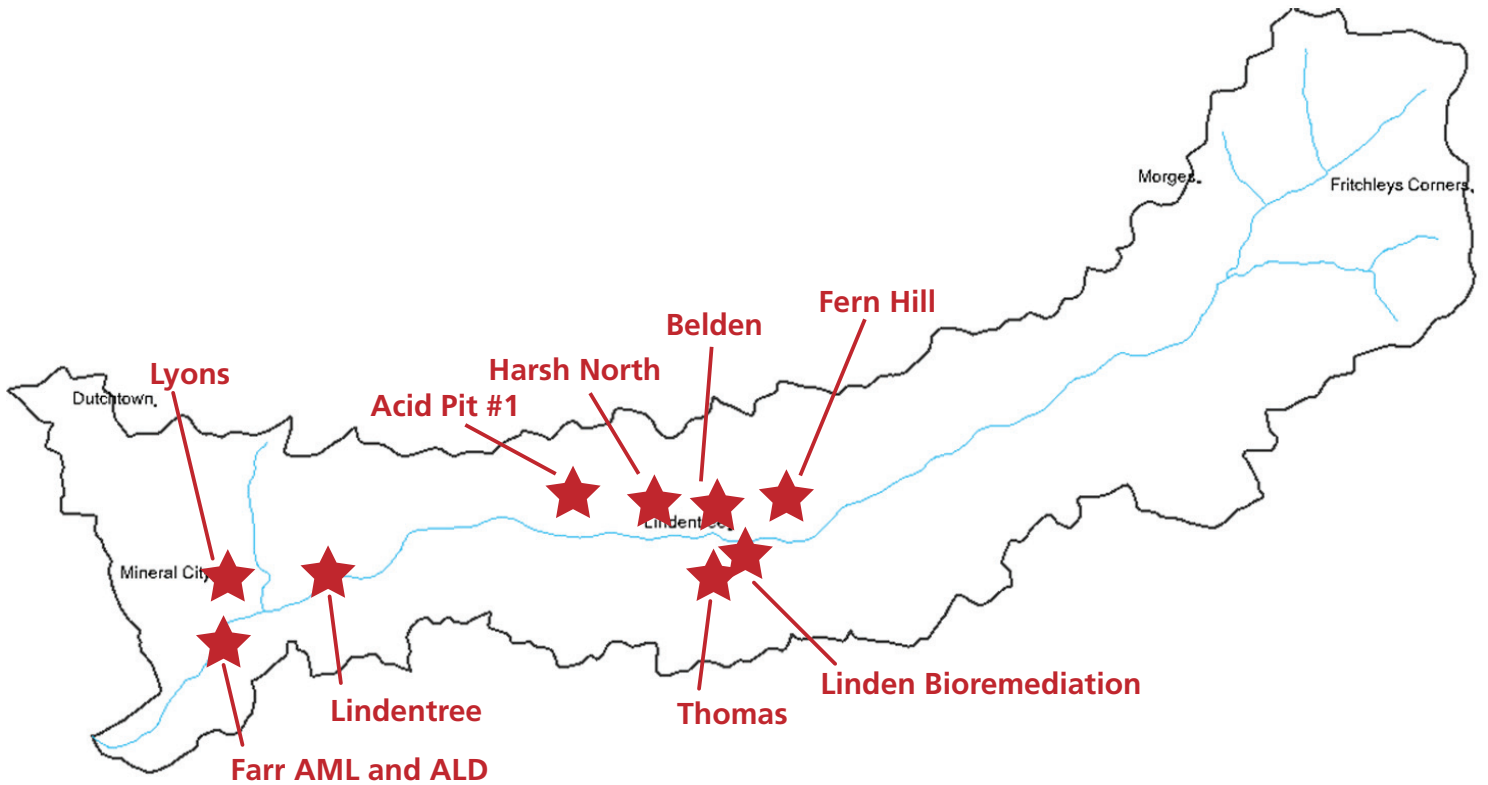 Morges
Fritchleys Corners
Fern Hill
Belden
Harsh North
Lyons
Dutchtown
Acid Pit #1
Lindentree
Mineral City
Linden Bioremediation
Lindentree
Thomas
Farr AML and ALD